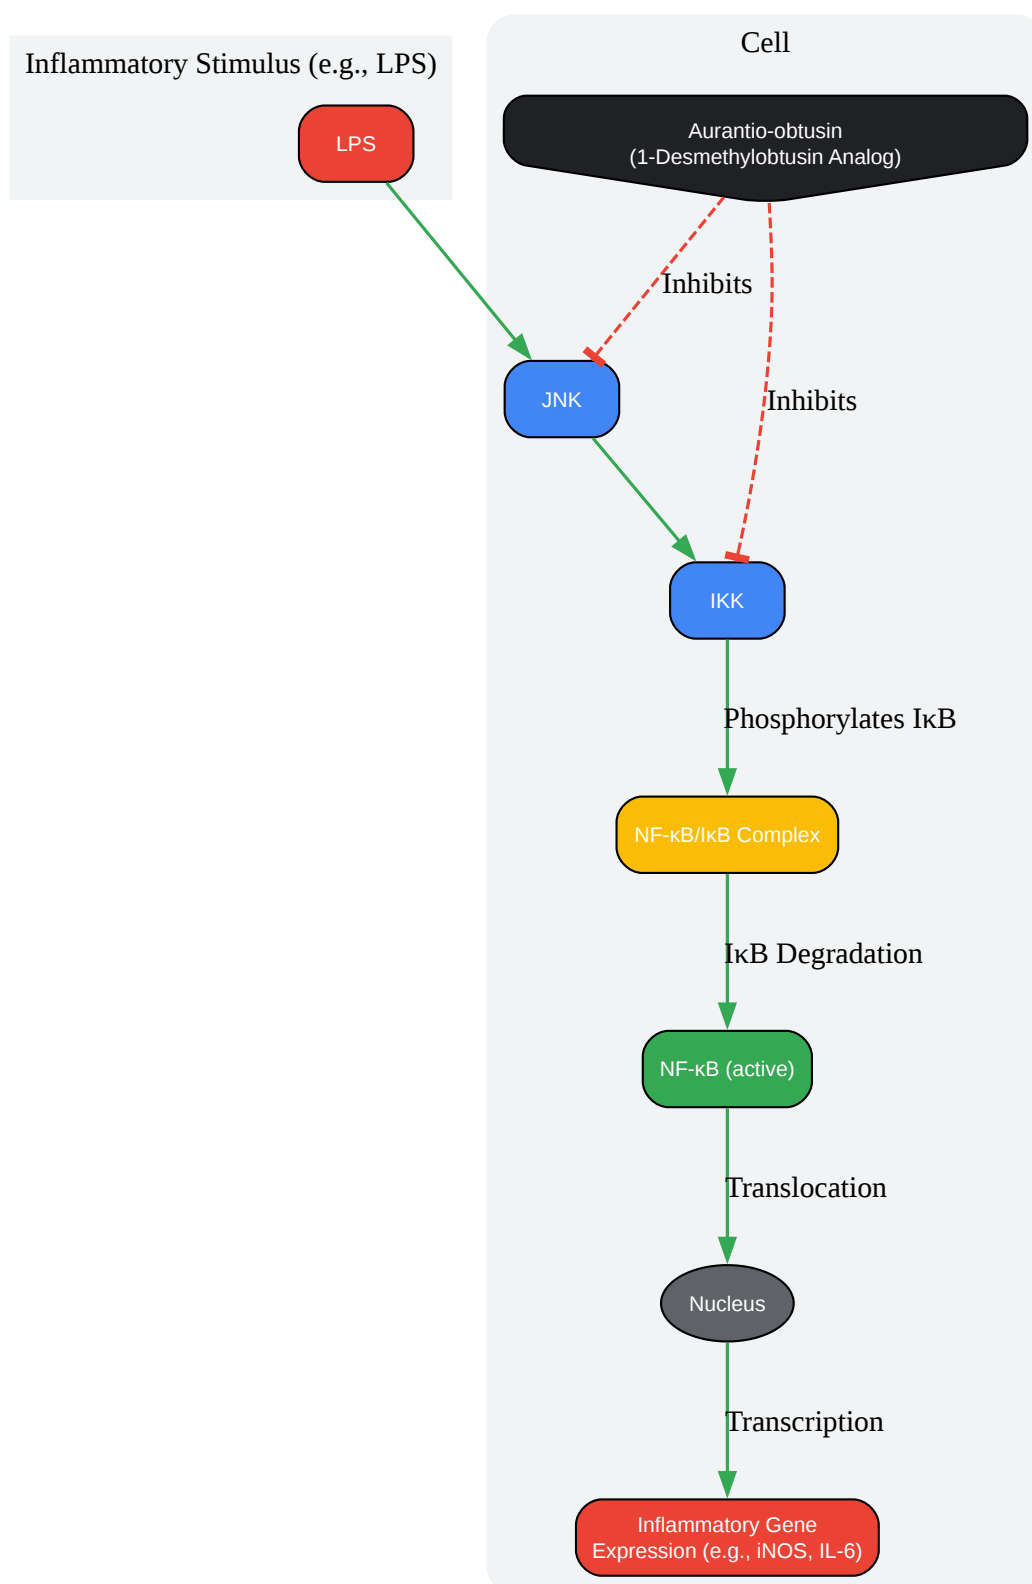 Inflammatory Stimulus (e.g., LPS)
LPS
Cell
Aurantio-obtusin
(1-Desmethylobtusin Analog)
Inhibits
JNK
Inhibits
IKK
Phosphorylates IκB
NF-κB/IκB Complex
IκB Degradation
NF-κB (active)
Translocation
Nucleus
Transcription
Inflammatory Gene
Expression (e.g., iNOS, IL-6)